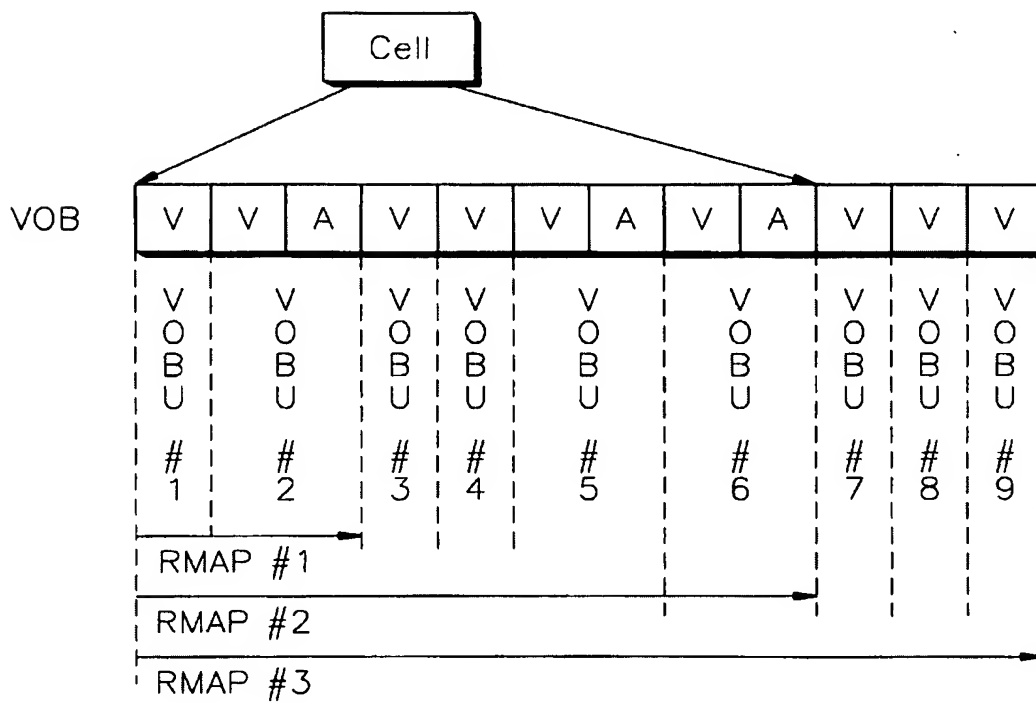 Cell
VOB V V A V V V A V A V V V
VOBU #1
VOBU #2
VOBU #3
VOBU #4
VOBU #5
VOBU #6
VOBU #7
VOBU #8
VOBU #9
RMAP #1
RMAP #2
RMAP #3